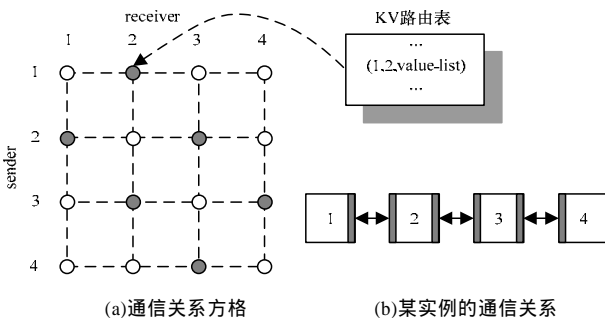 receiver
1 2 3 4
KV路由表
...
(1,2,value-list)
...
sender
1
2
3
4
1 2 3 4
(a)通信关系方格
(b)某实例的通信关系